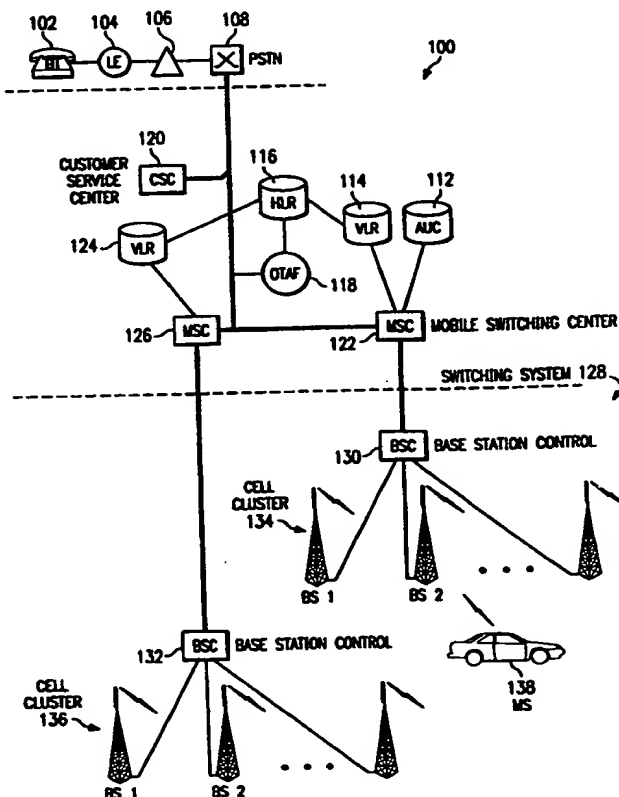 102
104
106
108
LE
PSTN
100
120
CUSTOMER
SERVICE
CENTER
CSC
116
HLR
114
VLR
112
AUC
124
VLR
OTAF
118
126
MSC
122
MSC
MOBILE SWITCHING CENTER
SWITCHING SYSTEM 128
130
BSC
BASE STATION CONTROL
CELL
CLUSTER
134
BS 1
BS 2
132
BSC
BASE STATION CONTROL
138
MS
CELL
CLUSTER
136
BS 1
BS 2